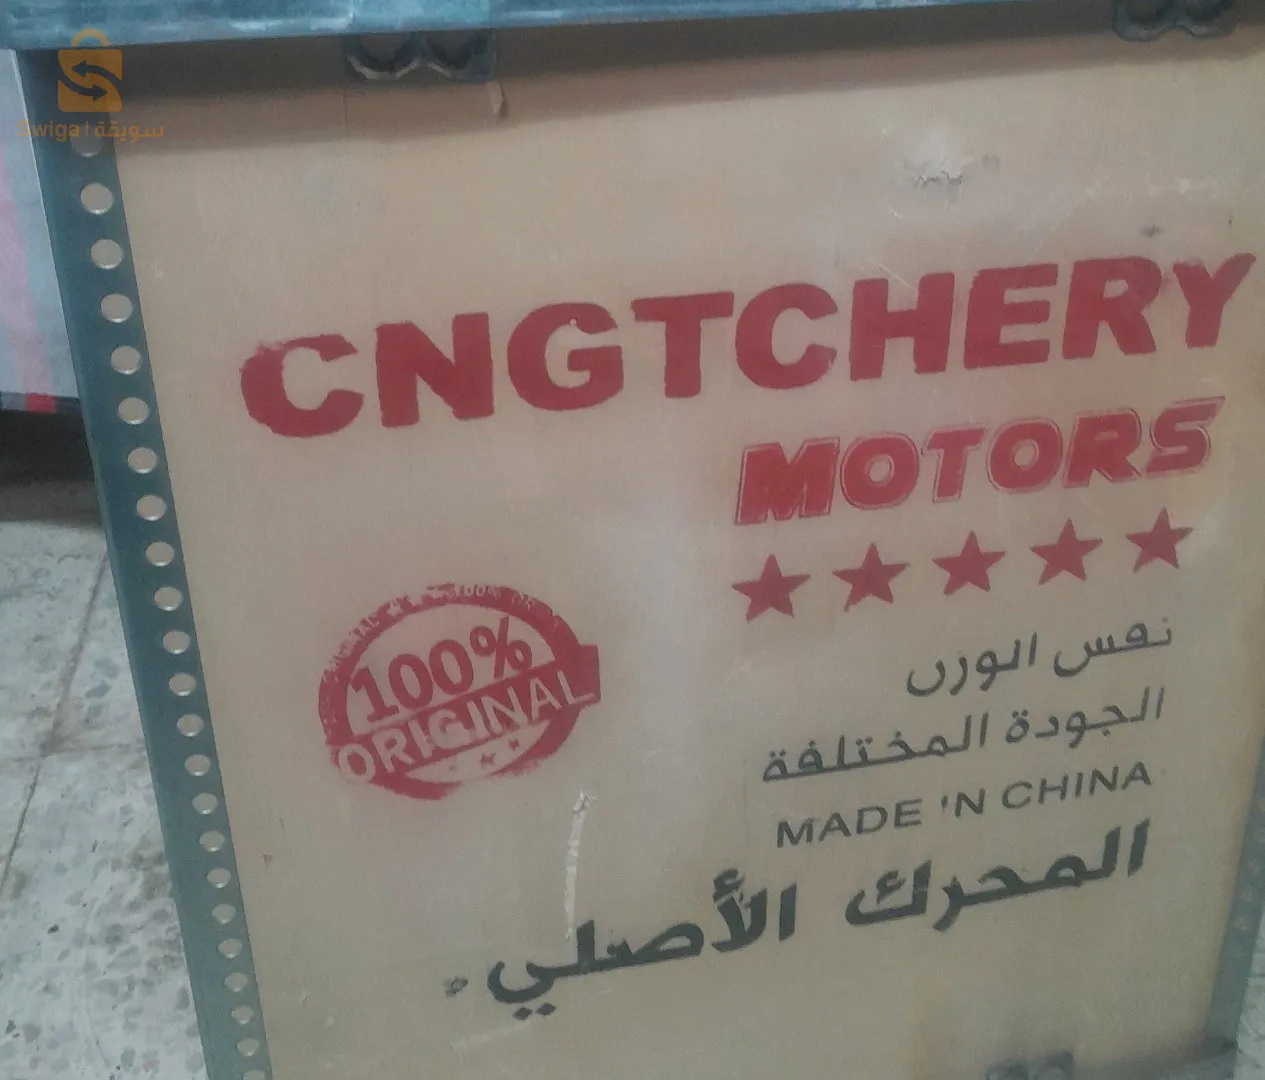 Swiga | سويقة
CNGTCHERY
MOTORS
100%
ORIGINAL
نفس الوزن
الجودة المختلفة
MADE IN CHINA
المحرك الأصلي.